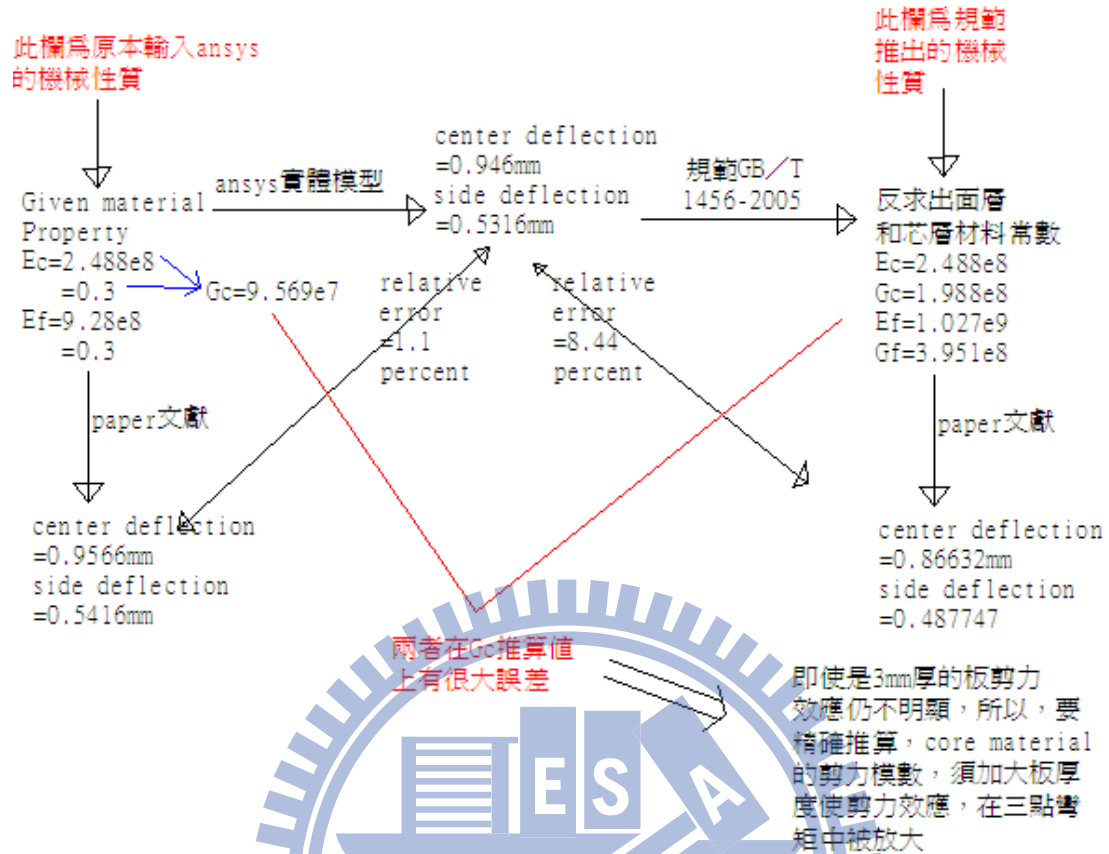 此欄為原本輸入ansys
的機械性質
此欄為規範
推出的機械
性質
Given material
Property
Ec=2.488e8
=0.3
Ef=9.28e8
=0.3
Gc=9.569e7
ansys實體模型
center deflection
=0.946mm
side deflection
=0.5316mm
規範GB/T
1456-2005
反求出面層
和芯層材料常數
Ec=2.488e8
Gc=1.988e8
Ef=1.027e9
Gf=3.951e8
relative
error
=1.1
percent
relative
error
=8.44
percent
paper文獻
paper文獻
center deflection
=0.9566mm
side deflection
=0.5416mm
center deflection
=0.86632mm
side deflection
=0.487747
兩者在Gc推算值
上有很大誤差
即使是3mm厚的板剪力
效應仍不明顯,所以,要
精確推算,core material
的剪力模數,須加大板厚
度使剪力效應,在三點彎
矩中被放大
ESA